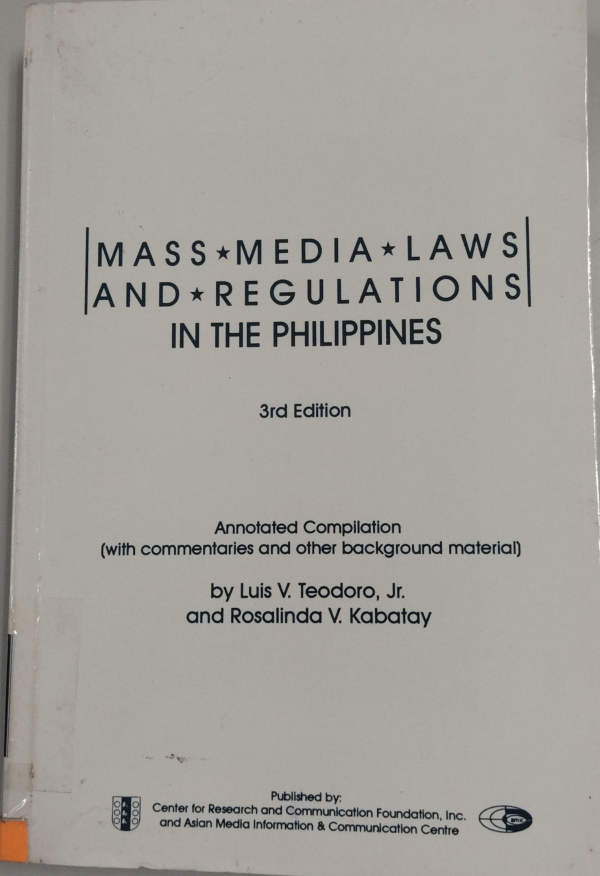 MASS★MEDIA★LAWS
AND★REGULATIONS
IN THE PHILIPPINES
3rd Edition
Annotated Compilation
(with commentaries and other background material)
by Luis V. Teodoro, Jr.
and Rosalinda V. Kabatay
Published by:
Center for Research and Communication Foundation, Inc.
and Asian Media Information & Communication Centre